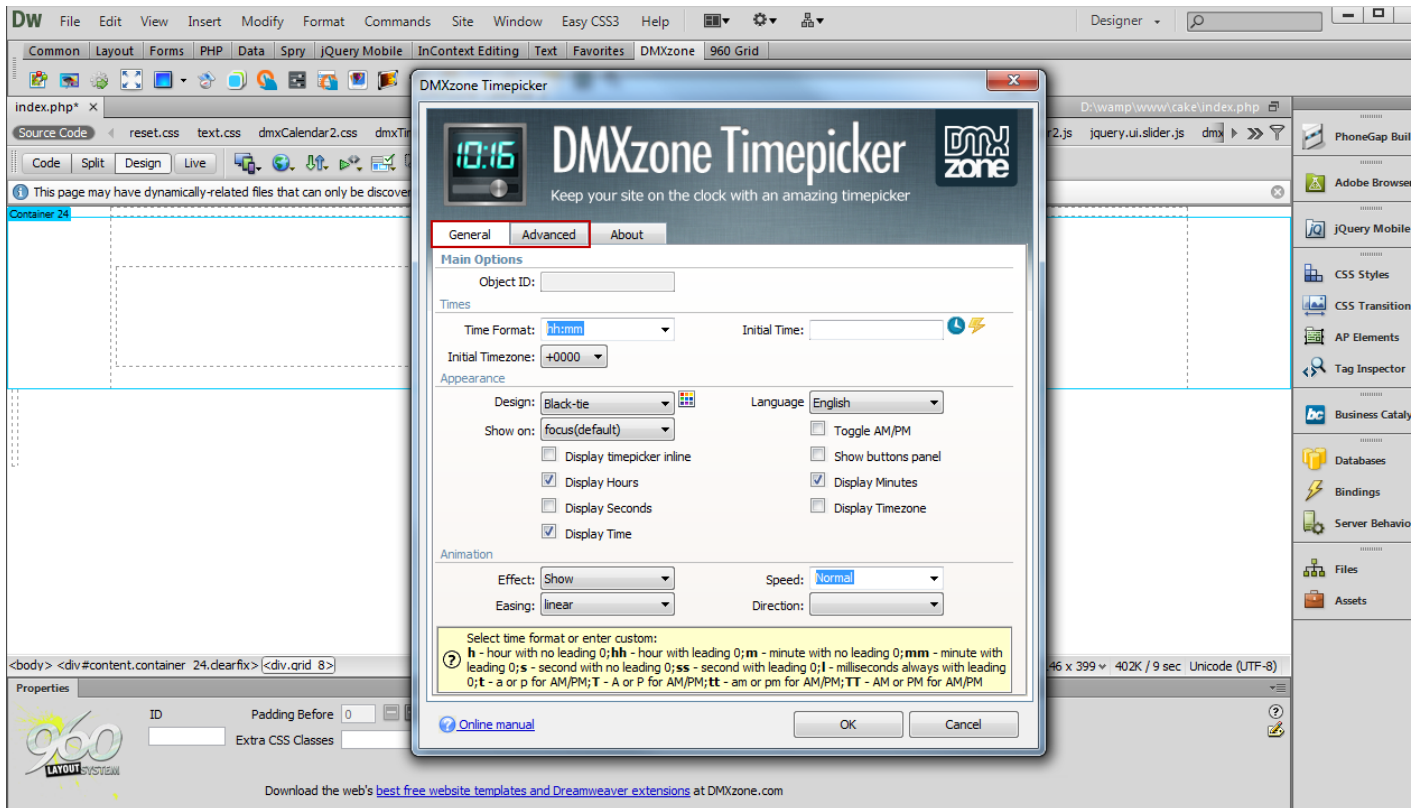 DW File Edit View Insert Modify Format Commands Site Window Easy CSS3 Help Designer
Common Layout Forms PHP Data Spry jQuery Mobile InContext Editing Text Favorites DMXzone 960 Grid
index.php* × D:\wamp\www\cake\index.php
Source Code reset.css text.css dmxCalendar2.css jquery.ui.slider.js
Code Split Design Live
This page may have dynamically-related files that can only be
Container 24
DMXzone Timepicker
10:16
DMXzone Timepicker
DMX zone
Keep your site on the clock with an amazing timepicker
General Advanced About
Main Options
Object ID:
Times
Time Format: hh:mm Initial Time:
Initial Timezone: +0000
Appearance
Design: Black-tie Language English
Show on: focus(default) Toggle AM/PM
Display timepicker inline Show buttons panel
Display Hours Display Minutes
Display Seconds Display Timezone
Display Time
Animation
Effect: Show Speed: Normal
Easing: linear Direction:
Select time format or enter custom:
h - hour with no leading 0;hh - hour with leading 0;m - minute with no leading 0;mm - minute with
leading 0;s - second with no leading 0;ss - second with leading 0;l - milliseconds always with leading
0;t - a or p for AM/PM;T - A or P for AM/PM;tt - am or pm for AM/PM;TT - AM or PM for AM/PM
Online manual OK Cancel
PhoneGap Buil
Adobe Browser
jQ jQuery Mobile
CSS Styles
CSS Transition
AP Elements
Tag Inspector
bc Business Cataly
Databases
Bindings
Server Behavio
Files
Assets
<body> <div#content.container_24.clearfix> <div.grid_8> 46 x 399 402K / 9 sec Unicode (UTF-8)
Properties
960 LAYOUT SYSTEM
ID Padding Before 0
Extra CSS Classes
Download the web's best free website templates and Dreamweaver extensions at DMXzone.com